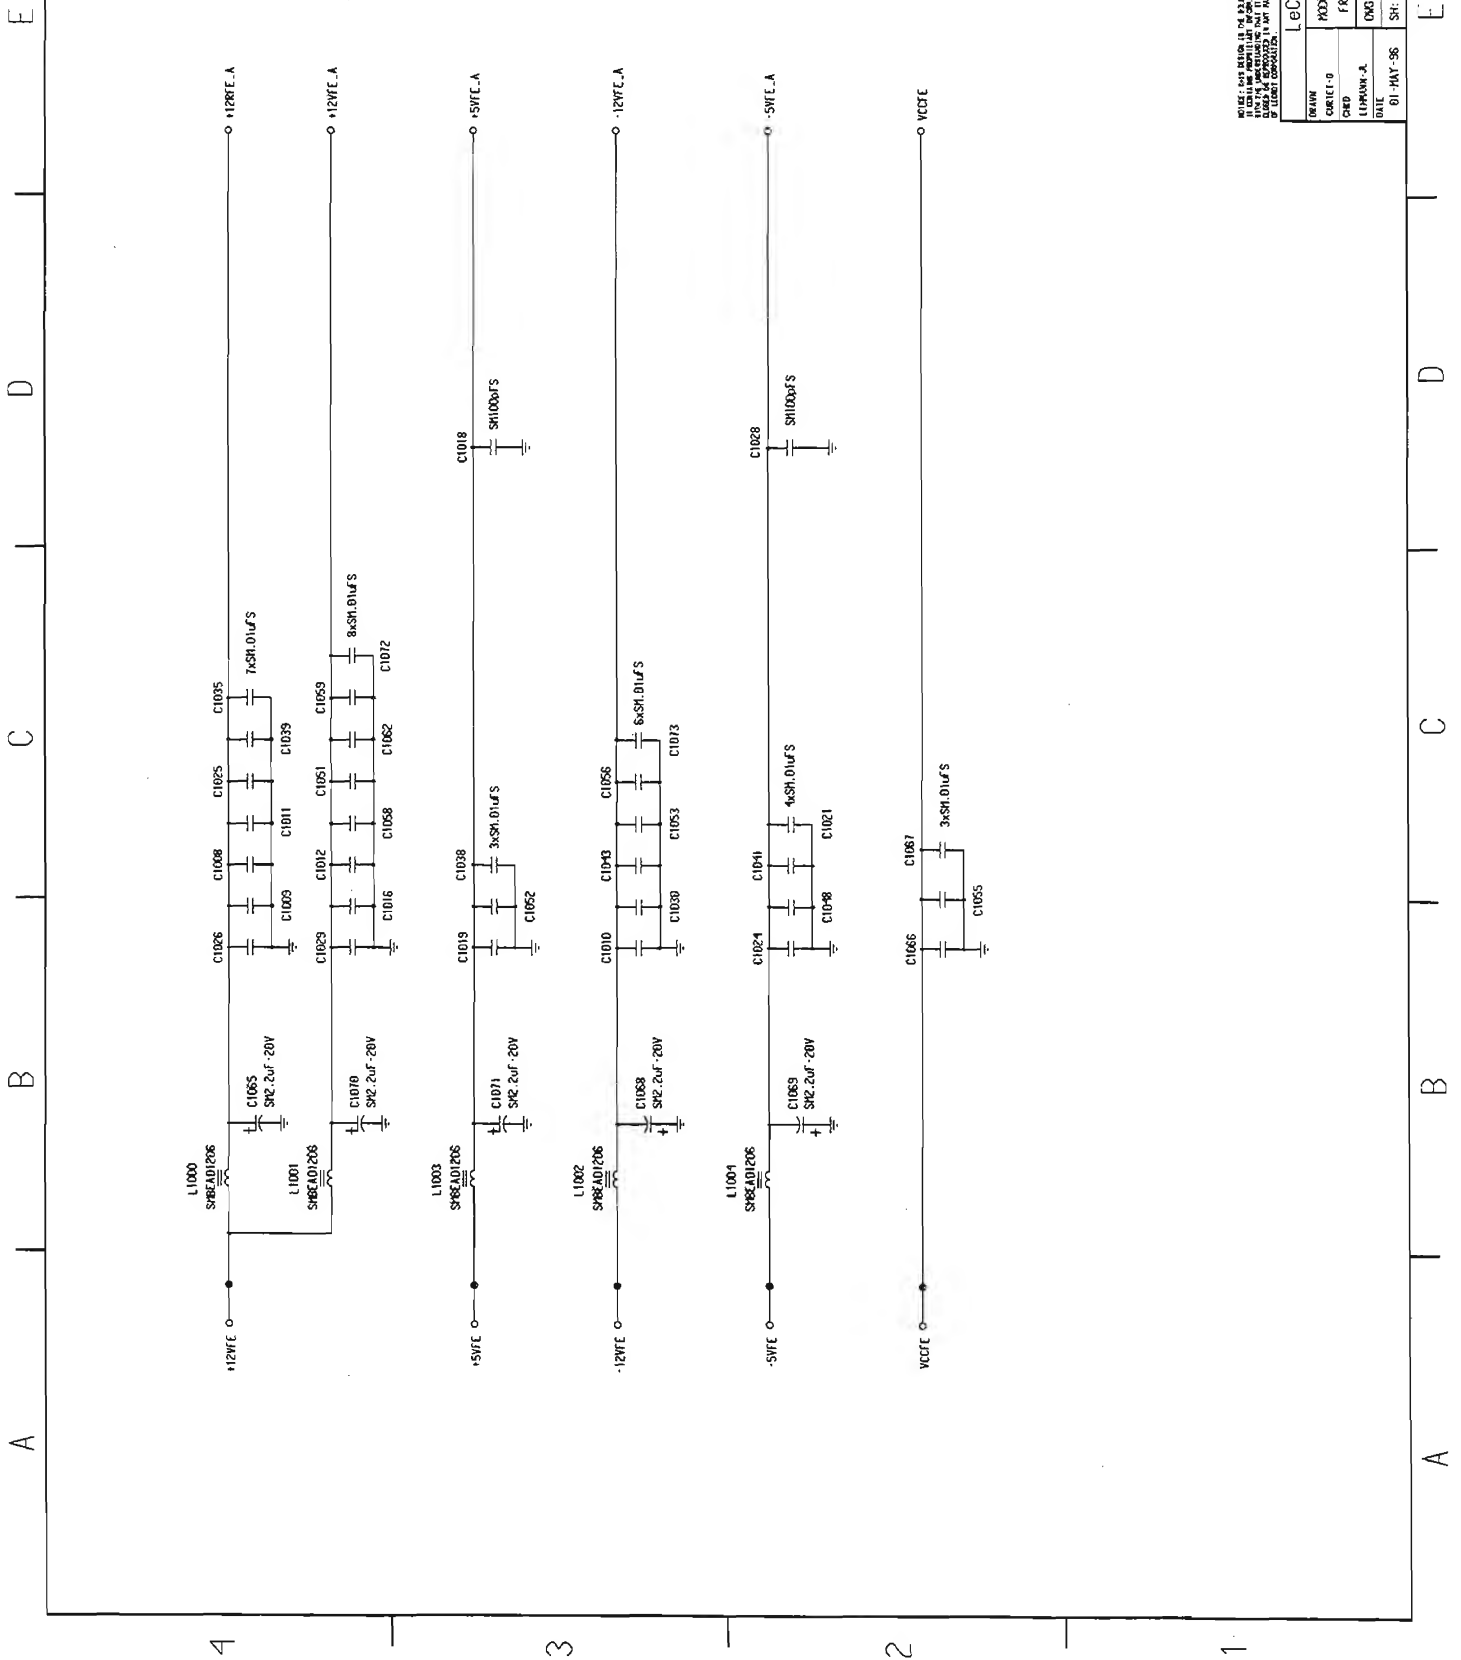 E
D
C
B
A
+12VFE
L1000
SMBEAD1206
C1065
SM2.2uF-20V
C1026
C1009
C1008
C1011
C1025
C1039
C1035
7xSM.01uFS
+12RFE_A
L1001
SMBEAD1206
C1070
SM2.2uF-20V
C1029
C1016
C1012
C1058
C1051
C1062
C1059
C1072
8xSM.01uFS
+12VFE_A
+5VFE
L1003
SMBEAD1206
C1071
SM2.2uF-20V
C1019
C1052
C1038
3xSM.01uFS
C1018
SM100pFS
+5VFE_A
-12VFE
L1002
SMBEAD1206
C1068
SM2.2uF-20V
C1010
C1030
C1043
C1053
C1056
C1073
6xSM.01uFS
-12VFE_A
-5VFE
L1004
SMBEAD1206
C1069
SM2.2uF-20V
C1024
C1048
C1041
C1021
4xSM.01uFS
C1028
SM100pFS
-5VFE_A
VCCFE
C1066
C1055
C1067
3xSM.01uFS
VCCFE
4
3
2
1
OF LECROY CORPORATION.
LeC
DRAWN
CHKD
LEHMANN-A.
DATE
01-MAY-96
SH:
E
D
C
B
A